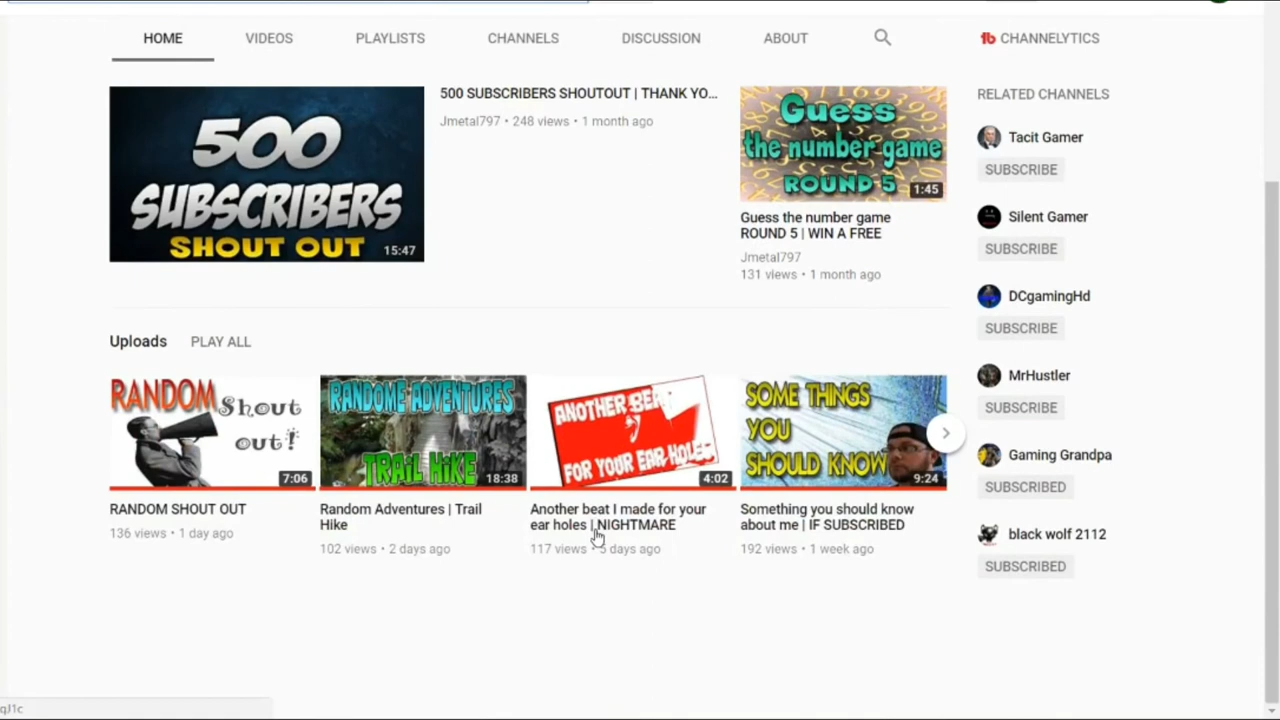 HOME
VIDEOS
PLAYLISTS
CHANNELS
DISCUSSION
ABOUT
CHANNELYTICS
500
SUBSCRIBERS
SHOUT OUT
15:47
500 SUBSCRIBERS SHOUTOUT | THANK YO...
Jmetal797 • 248 views • 1 month ago
Guess
the number game
ROUND 5
1:45
Guess the number game
ROUND 5 | WIN A FREE
Jmetal797
131 views • 1 month ago
RELATED CHANNELS
Tacit Gamer
SUBSCRIBE
Silent Gamer
SUBSCRIBE
DCgamingHd
SUBSCRIBE
MrHustler
SUBSCRIBE
Gaming Grandpa
SUBSCRIBED
black wolf 2112
SUBSCRIBED
Uploads
PLAY ALL
RANDOM Shout
out!
7:06
RANDOM SHOUT OUT
136 views • 1 day ago
RANDOME ADVENTURES
TRAIL HIKE
18:38
Random Adventures | Trail
Hike
102 views • 2 days ago
ANOTHER BEAT
FOR YOUR EAR HOLES
4:02
Another beat I made for your
ear holes | NIGHTMARE
117 views • 5 days ago
SOME THINGS
YOU
SHOULD KNOW
9:24
Something you should know
about me | IF SUBSCRIBED
192 views • 1 week ago
qJ1c